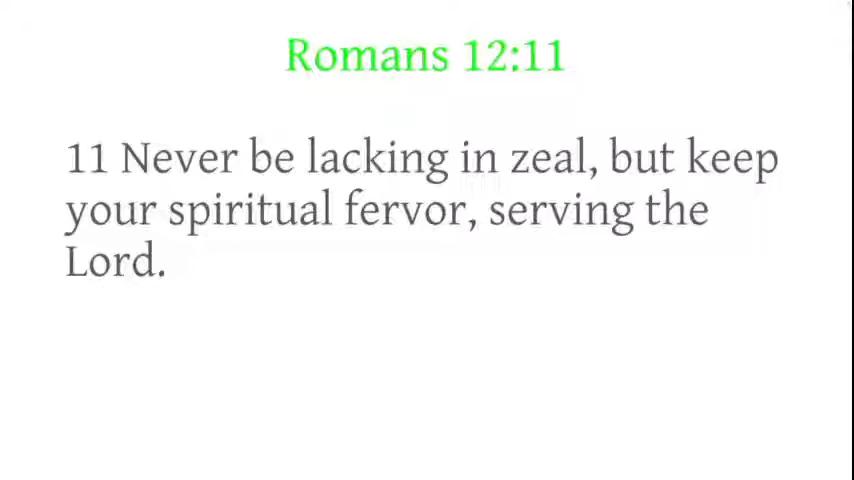 Romans 12:11
11 Never be lacking in zeal, but keep
your spiritual fervor, serving the
Lord.